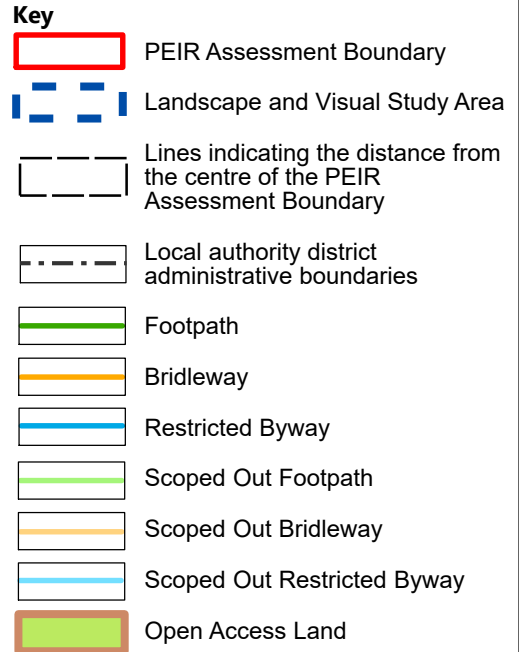 Key
PEIR Assessment Boundary
Landscape and Visual Study Area
Lines indicating the distance from
the centre of the PEIR
Assessment Boundary
Local authority district
administrative boundaries
Footpath
Bridleway
Restricted Byway
Scoped Out Footpath
Scoped Out Bridleway
Scoped Out Restricted Byway
Open Access Land